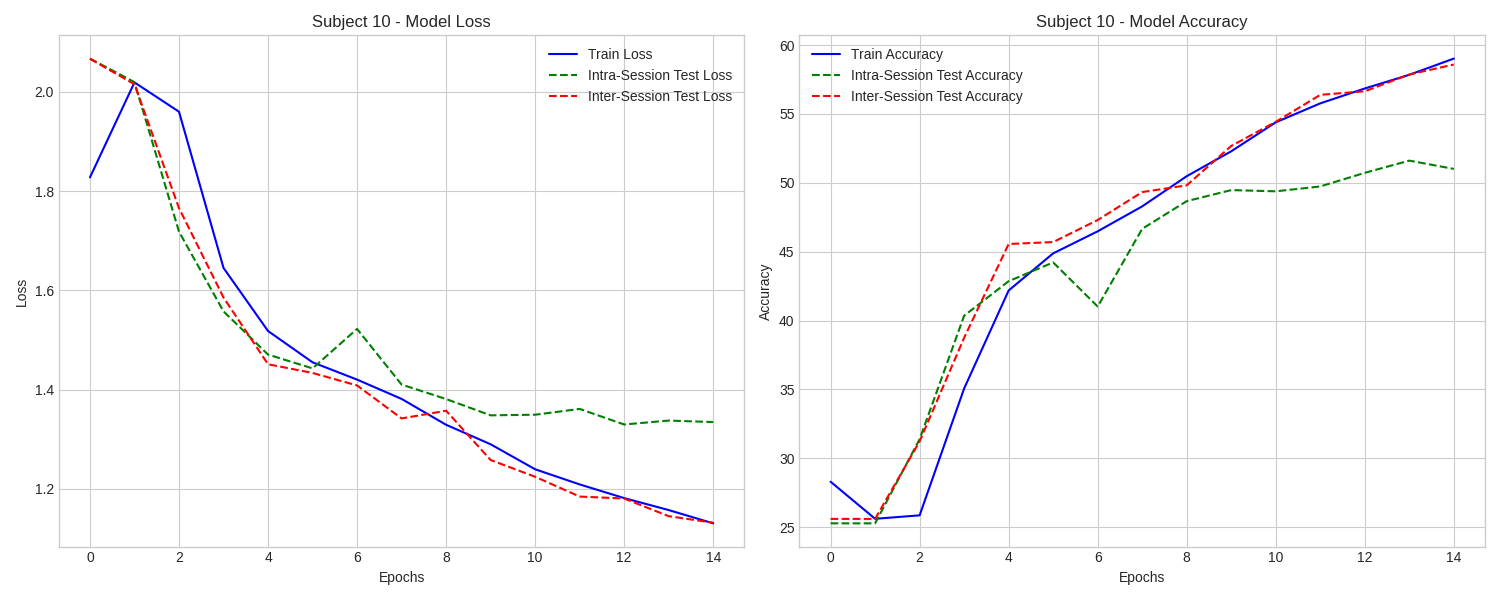 Subject 10 - Model Loss
Train Loss
Intra-Session Test Loss
Inter-Session Test Loss
2.0
1.8
1.6
1.4
1.2
Loss
0 2 4 6 8 10 12 14
Epochs
Subject 10 - Model Accuracy
Train Accuracy
Intra-Session Test Accuracy
Inter-Session Test Accuracy
60
55
50
45
40
35
30
25
Accuracy
0 2 4 6 8 10 12 14
Epochs